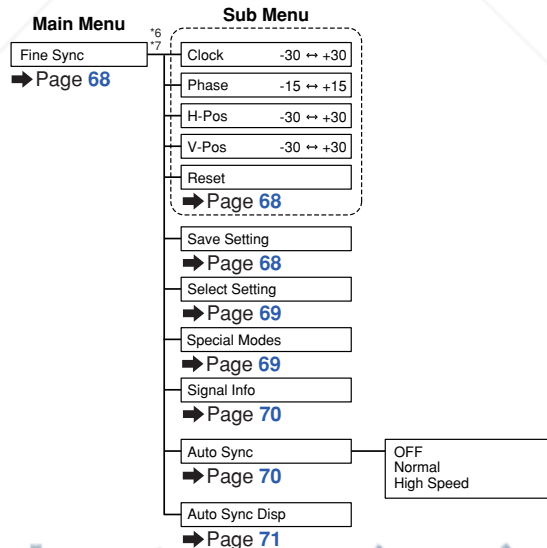 Main Menu
Sub Menu
*6
*7
Fine Sync
➡ Page 68
Clock -30 ↔ +30
Phase -15 ↔ +15
H-Pos -30 ↔ +30
V-Pos -30 ↔ +30
Reset
➡ Page 68
Save Setting
➡ Page 68
Select Setting
➡ Page 69
Special Modes
➡ Page 69
Signal Info
➡ Page 70
Auto Sync
➡ Page 70
OFF
Normal
High Speed
Auto Sync Disp
➡ Page 71